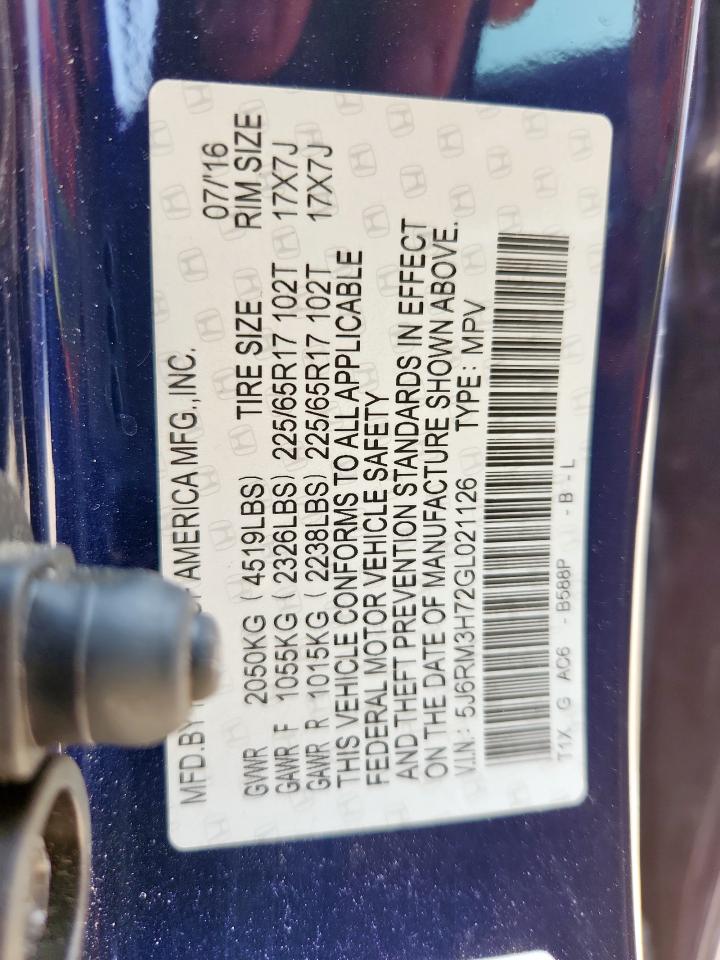 MFD.BY AMERICA MFG., INC. 07/'16
GVWR 2050KG (4519LBS) TIRE SIZE RIM SIZE
GAWR F 1055KG (2326LBS) 225/65R17 102T 17X7J
GAWR R 1015KG (2238LBS) 225/65R17 102T 17X7J
THIS VEHICLE CONFORMS TO ALL APPLICABLE
FEDERAL MOTOR VEHICLE SAFETY
AND THEFT PREVENTION STANDARDS IN EFFECT
ON THE DATE OF MANUFACTURE SHOWN ABOVE.
V.I.N.: 5J6RM3H72GL021126 TYPE: MPV
T1X G AC6 - B588P - B - L